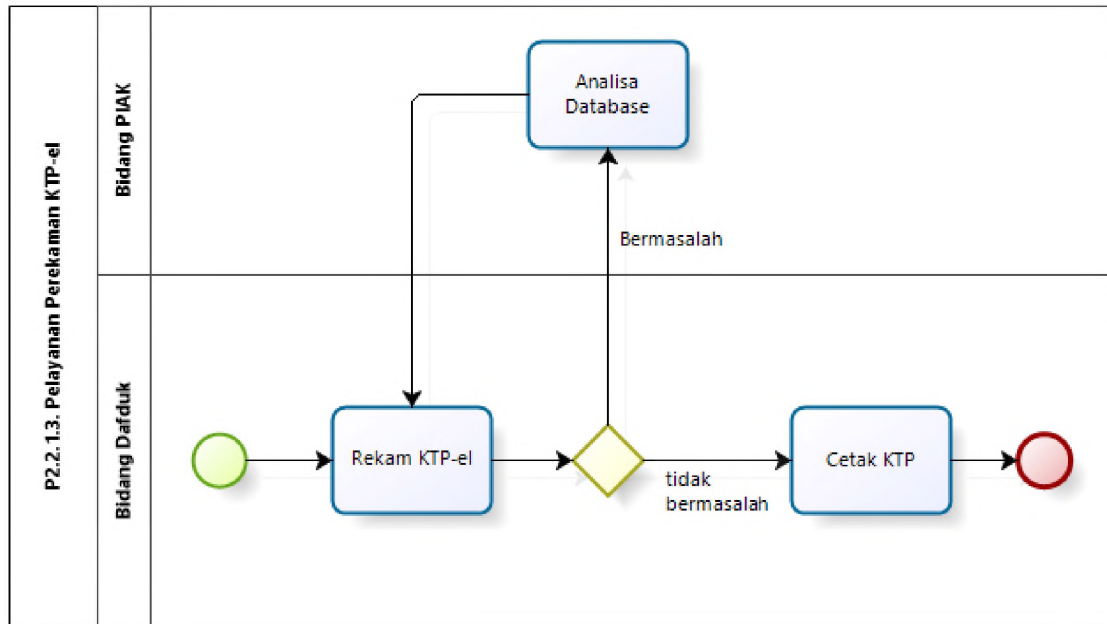 P2.2.1.3. Pelayanan Perekaman KTP-el
Bidang PIAK
Analisa
Database
Bermasalah
Bidang Dafduk
Rekam KTP-el
tidak
bermasalah
Cetak KTP